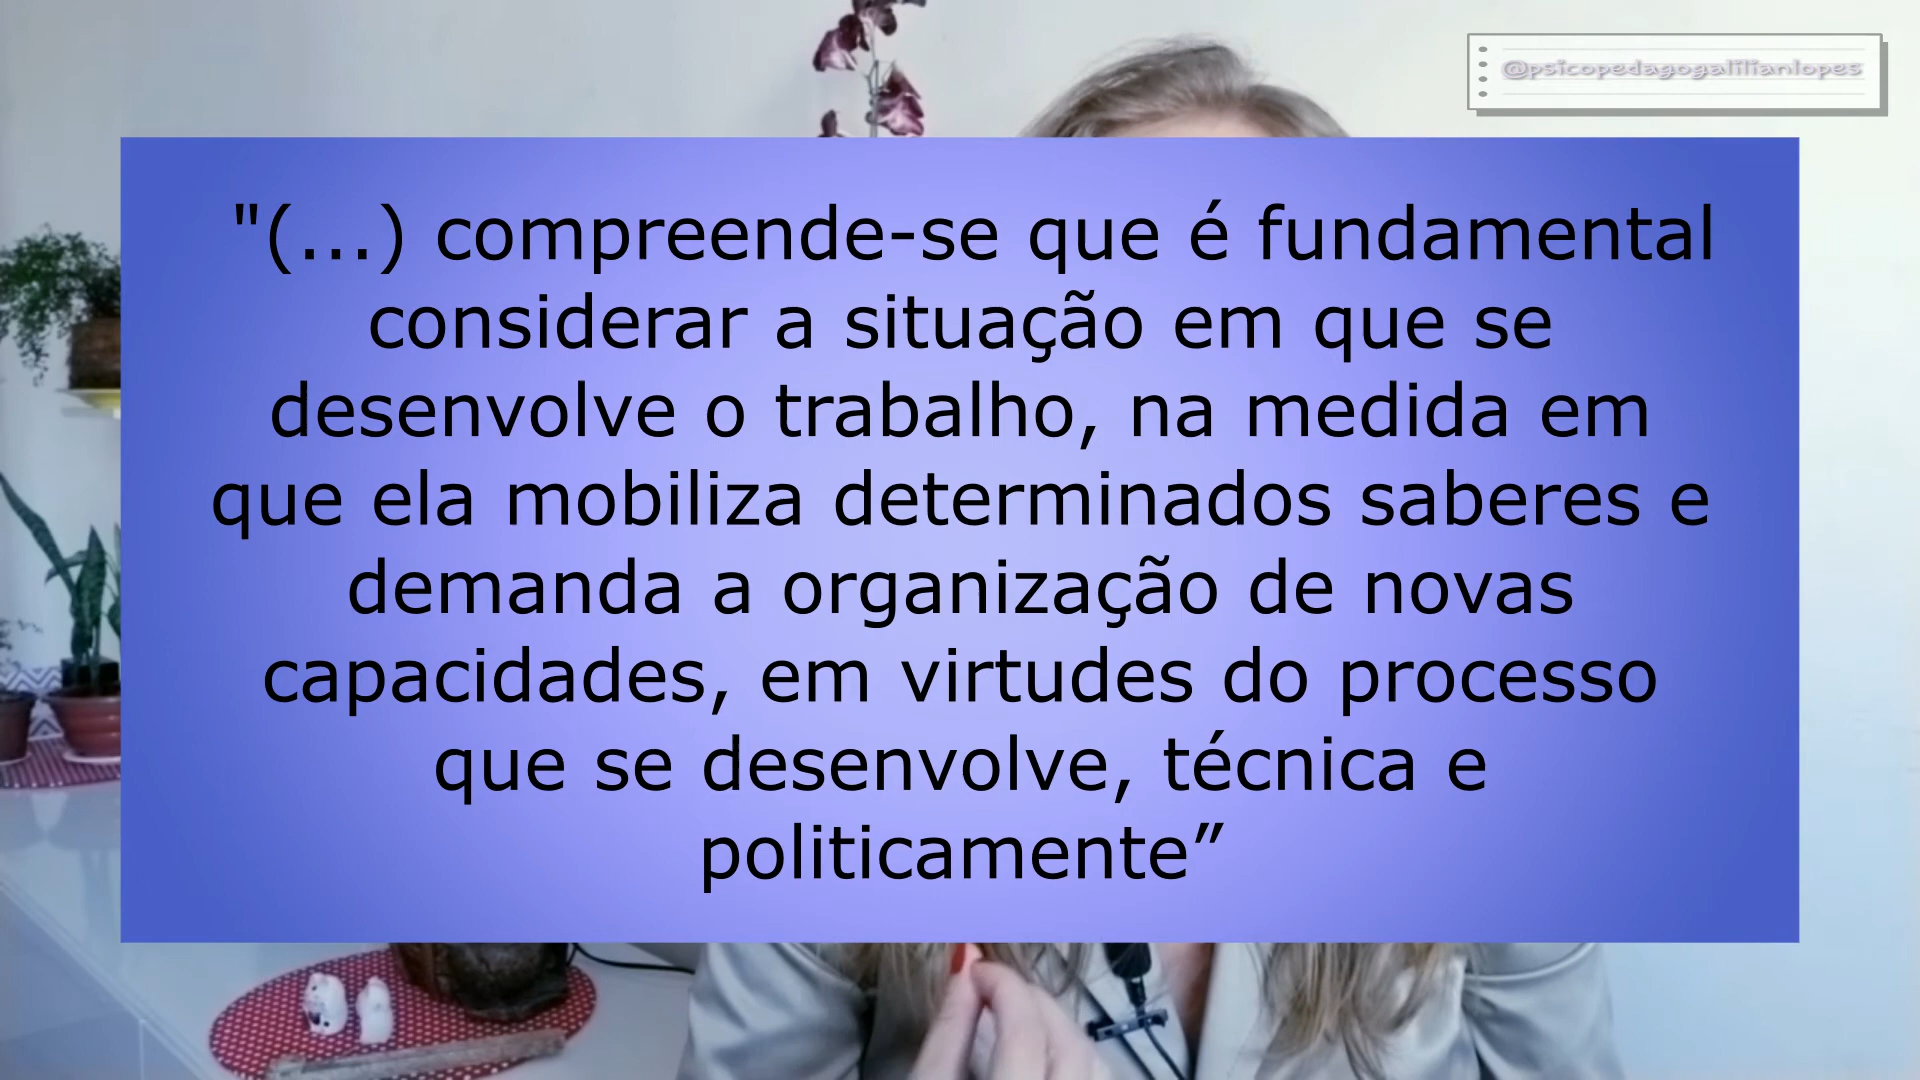 @psicopedagogalilianlopes
"(...) compreende-se que é fundamental
considerar a situação em que se
desenvolve o trabalho, na medida em
que ela mobiliza determinados saberes e
demanda a organização de novas
capacidades, em virtudes do processo
que se desenvolve, técnica e
politicamente”